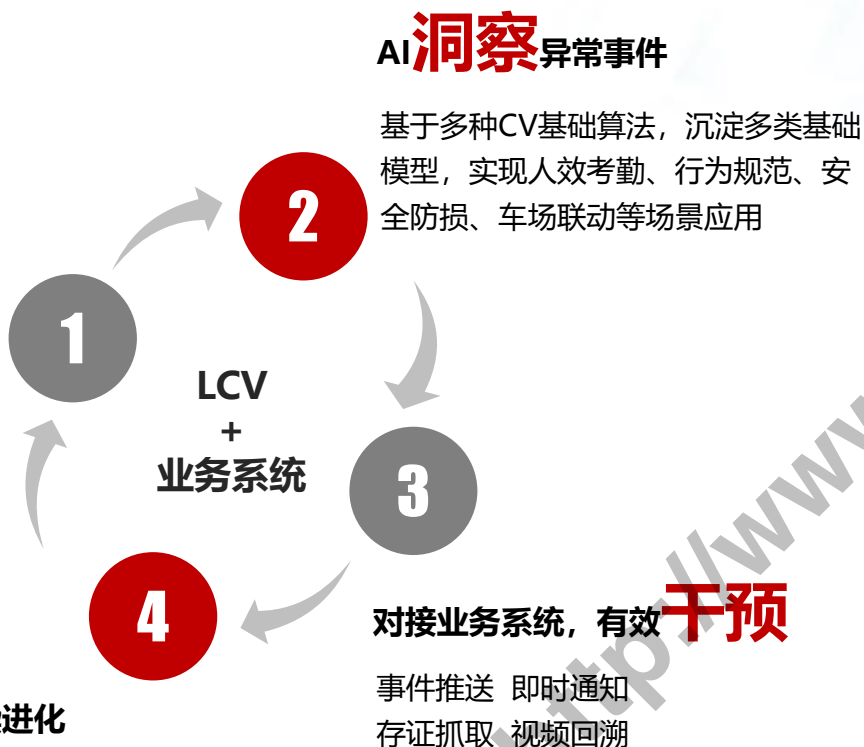 AI洞察异常事件
基于多种CV基础算法，沉淀多类基础
模型，实现人效考勤、行为规范、安
全防损、车场联动等场景应用
2
1
LCV
+
业务系统
3
4
对接业务系统，有效干预
事件推送 即时通知
存证抓取 视频回溯
进化
http://www